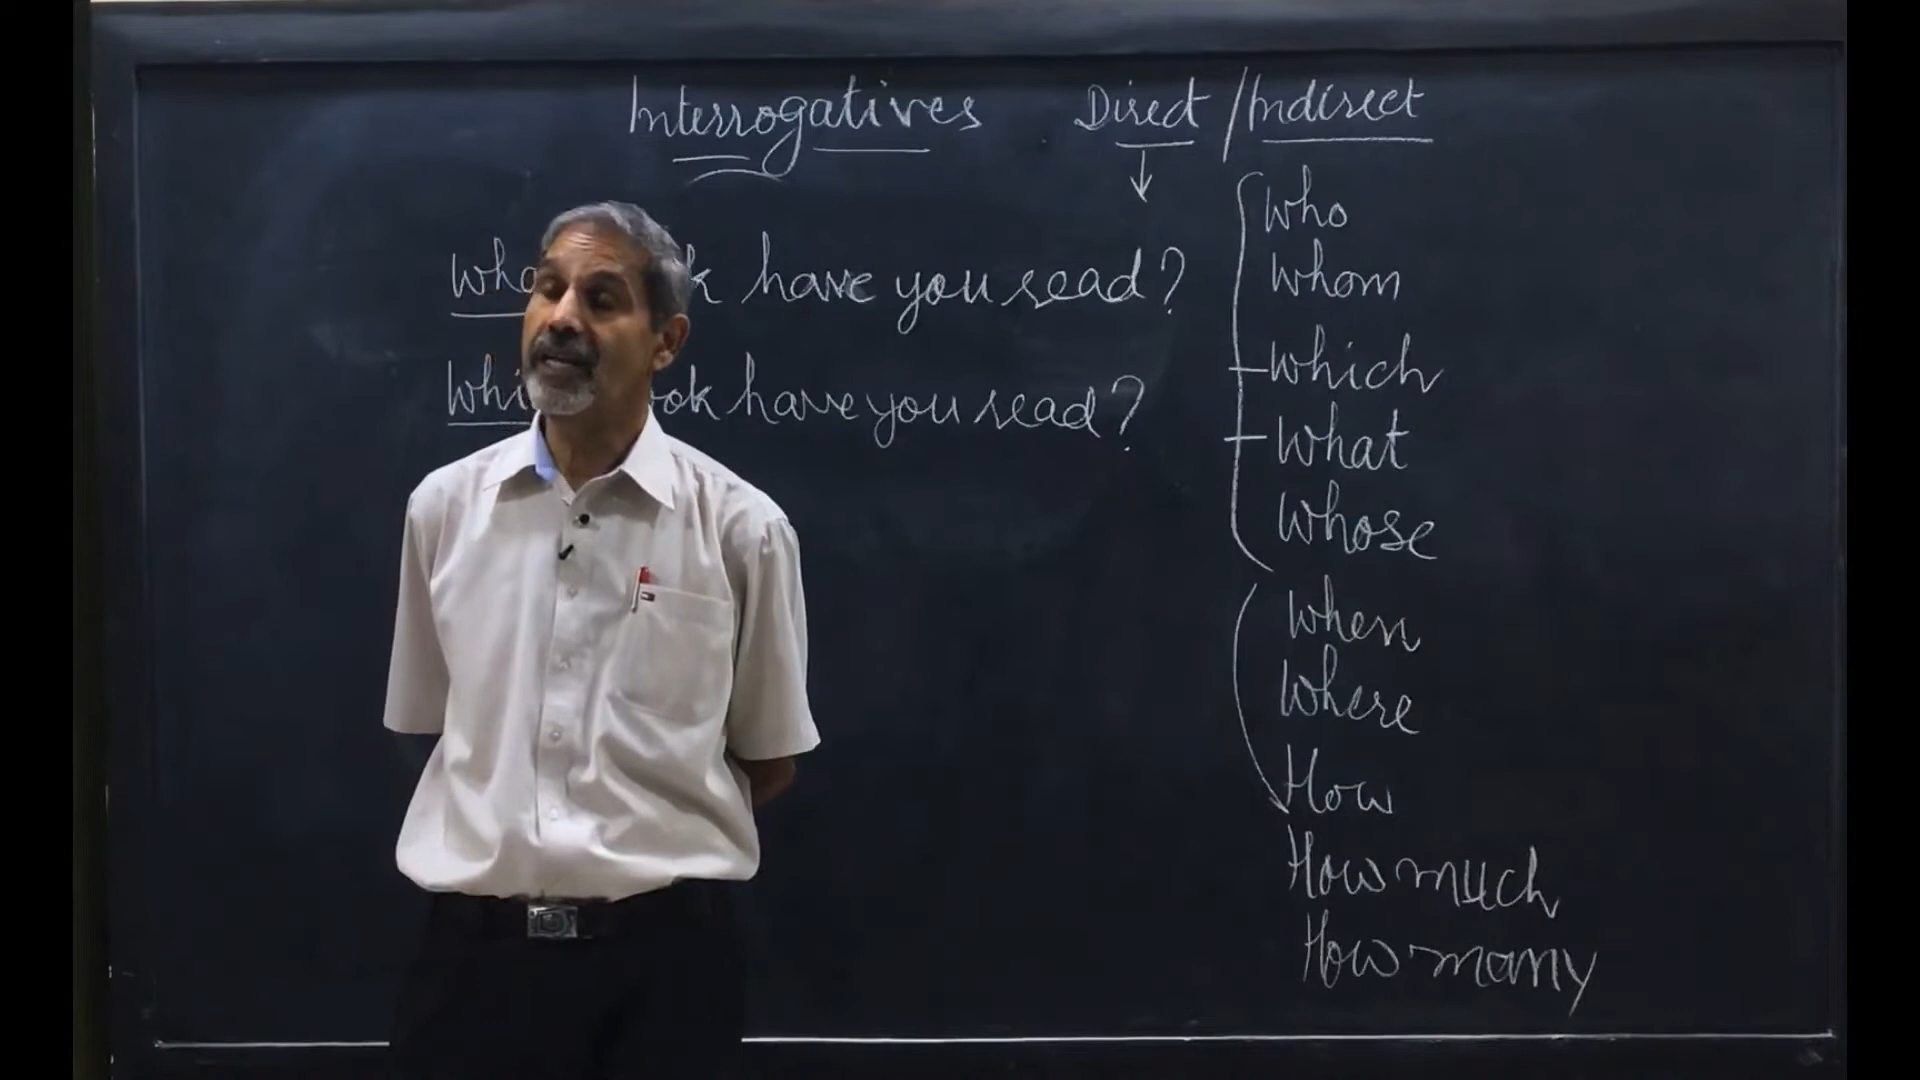 Interrogatives Direct / Indirect
have you read?
have you read?
Who
Whom
Which
What
Whose
When
Where
How
How much
How many